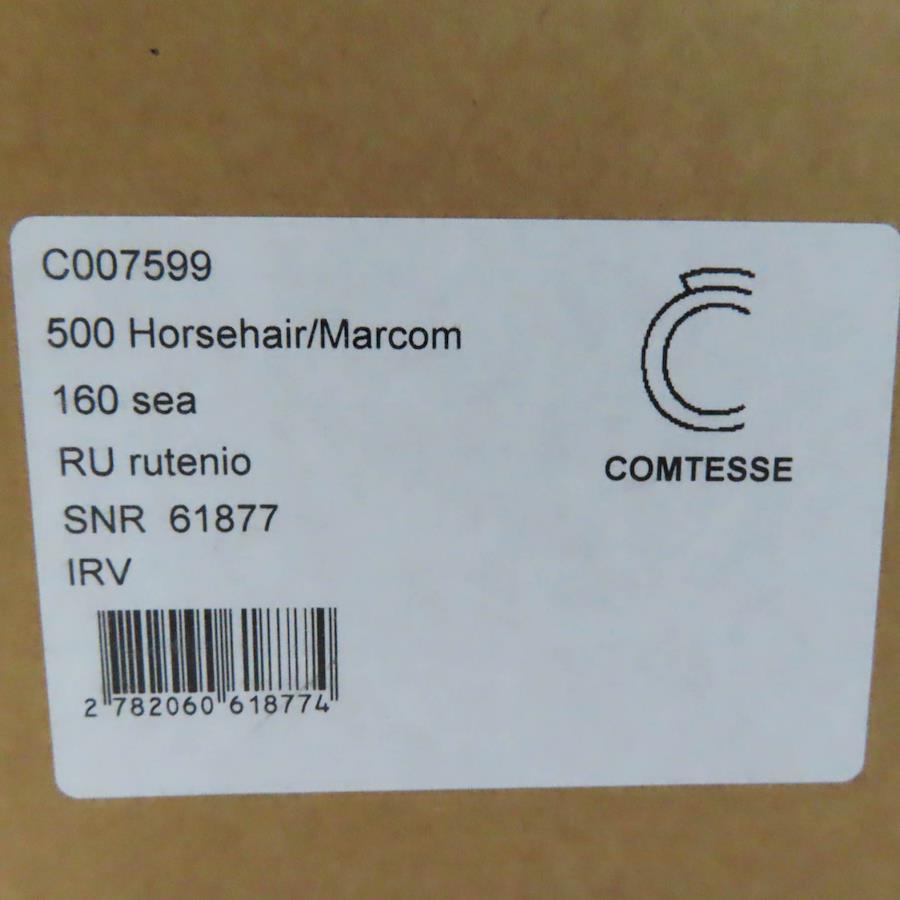 C007599
500 Horsehair/Marcom
160 sea
RU rutenio
SNR 61877
IRV
2 782060 618774
COMTESSE